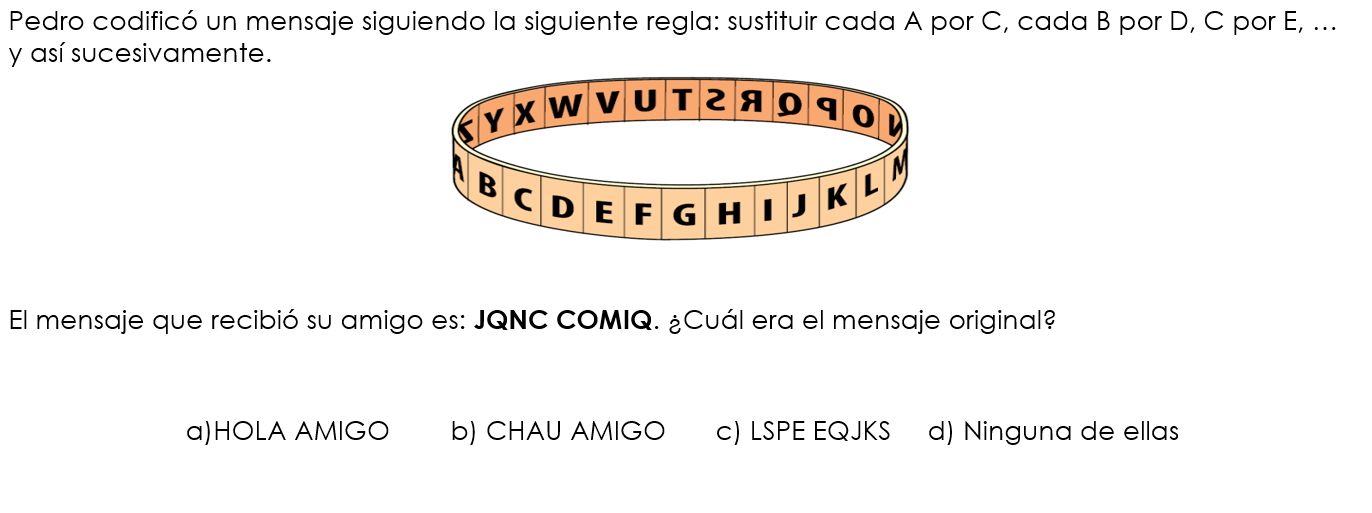 Pedro codificó un mensaje siguiendo la siguiente regla: sustituir cada A por C, cada B por D, C por E, ...
y así sucesivamente.
Z Y X W V U T S R Q P O N
A B C D E F G H I J K L M
El mensaje que recibió su amigo es: JQNC COMIQ. ¿Cuál era el mensaje original?
a)HOLA AMIGO b) CHAU AMIGO c) LSPE EQJKS d) Ninguna de ellas